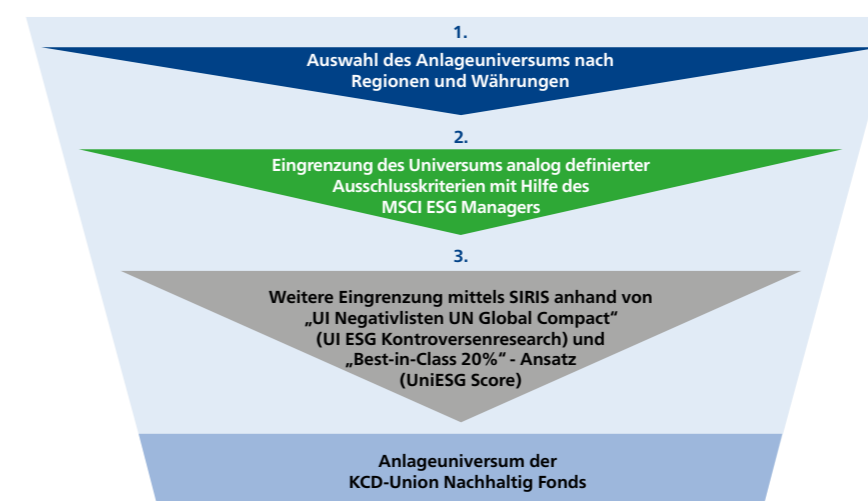 1.
Auswahl des Anlageuniversums nach
Regionen und Währungen
2.
Eingrenzung des Universums analog definierter
Ausschlusskriterien mit Hilfe des
MSCI ESG Managers
3.
Weitere Eingrenzung mittels SIRIS anhand von
„UI Negativlisten UN Global Compact“
(UI ESG Kontroversenresearch) und
„Best-in-Class 20%“ - Ansatz
(UniESG Score)
Anlageuniversum der
KCD-Union Nachhaltig Fonds